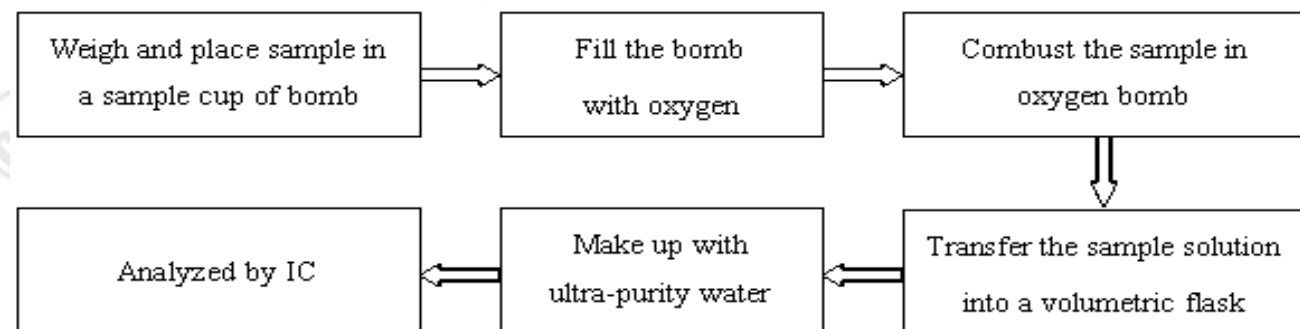 Weigh and place sample in
a sample cup of bomb
Fill the bomb
with oxygen
Combust the sample in
oxygen bomb
Transfer the sample solution
into a volumetric flask
Make up with
ultra-purity water
Analyzed by IC